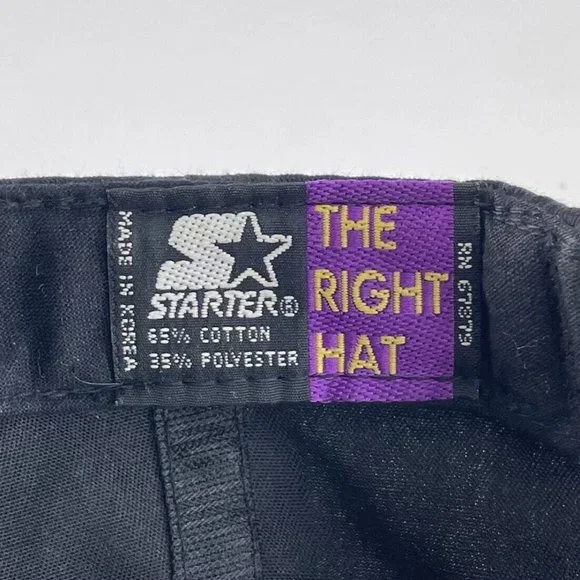 MADE IN KOREA
STARTER®
65% COTTON
35% POLYESTER
THE
RIGHT
HAT
RN 67879